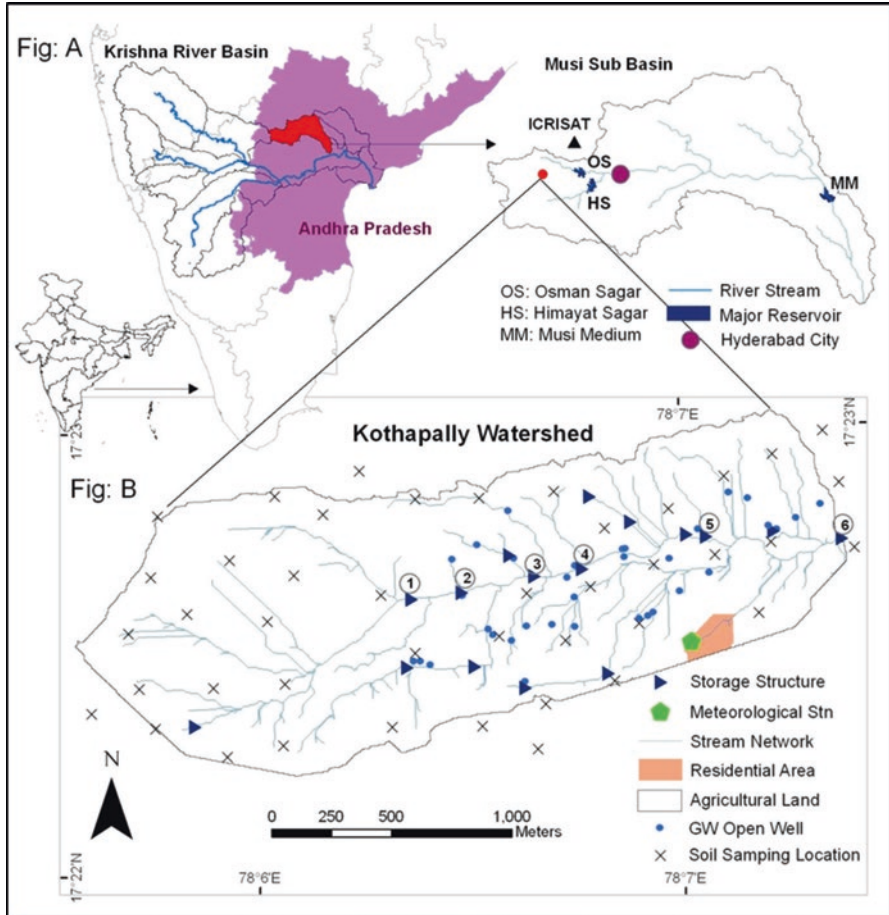 Fig: A
Krishna River Basin
Musi Sub Basin
ICRISAT
OS
HS
MM
Andhra Pradesh
OS: Osman Sagar
HS: Himayat Sagar
MM: Musi Medium
River Stream
Major Reservoir
Hyderabad City
78°7'E
17°23'
17°23'N
Kothapally Watershed
Fig: B
1
2
3
4
5
6
Storage Structure
Meteorological Stn
Stream Network
Residential Area
Agricultural Land
GW Open Well
Soil Samping Location
N
0 250 500 1,000
Meters
17°22'N
78°6'E
78°7'E